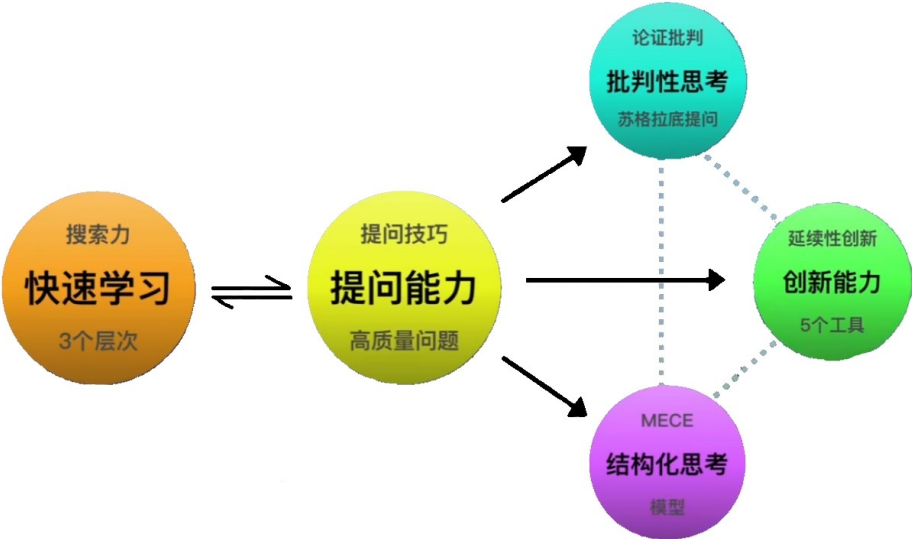 搜索力
快速学习
3个层次
提问技巧
提问能力
高质量问题
论证批判
批判性思考
苏格拉底提问
延续性创新
创新能力
5个工具
MECE
结构化思考
模型